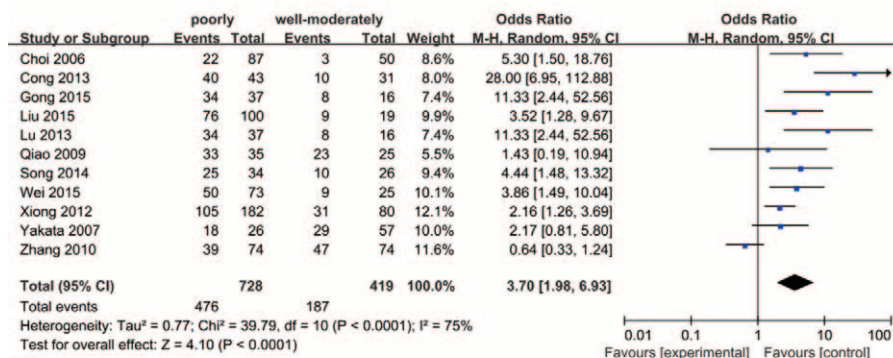 poorly well-moderately Odds Ratio Odds Ratio
Study or Subgroup Events Total Events Total Weight M-H, Random, 95% CI M-H, Random, 95% CI
Choi 2006 22 87 3 50 8.6% 5.30 [1.50, 18.76]
Cong 2013 40 43 10 31 8.0% 28.00 [6.95, 112.88]
Gong 2015 34 37 8 16 7.4% 11.33 [2.44, 52.56]
Liu 2015 76 100 9 19 9.9% 3.52 [1.28, 9.67]
Lu 2013 34 37 8 16 7.4% 11.33 [2.44, 52.56]
Qiao 2009 33 35 23 25 5.5% 1.43 [0.19, 10.94]
Song 2014 25 34 10 26 9.4% 4.44 [1.48, 13.32]
Wei 2015 50 73 9 25 10.1% 3.86 [1.49, 10.04]
Xiong 2012 105 182 31 80 12.1% 2.16 [1.26, 3.69]
Yakata 2007 18 26 29 57 10.0% 2.17 [0.81, 5.80]
Zhang 2010 39 74 47 74 11.6% 0.64 [0.33, 1.24]
Total (95% CI) 728 419 100.0% 3.70 [1.98, 6.93]
Total events 476 187
Heterogeneity: Tau² = 0.77; Chi² = 39.79, df = 10 (P < 0.0001); I² = 75%
Test for overall effect: Z = 4.10 (P < 0.0001)
0.01 0.1 1 10 100
Favours [experimental] Favours [control]